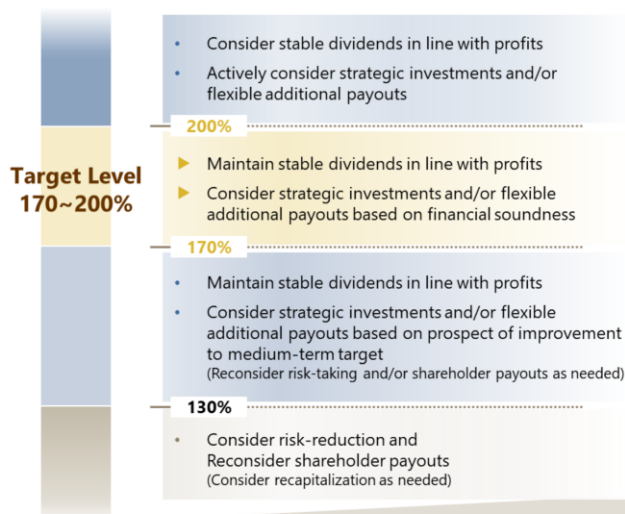 • Consider stable dividends in line with profits
• Actively consider strategic investments and/or
flexible additional payouts
200%
Target Level
170~200%
▶ Maintain stable dividends in line with profits
▶ Consider strategic investments and/or flexible
additional payouts based on financial soundness
170%
• Maintain stable dividends in line with profits
• Consider strategic investments and/or flexible
additional payouts based on prospect of improvement
to medium-term target
(Reconsider risk-taking and/or shareholder payouts as needed)
130%
• Consider risk-reduction and
Reconsider shareholder payouts
(Consider recapitalization as needed)